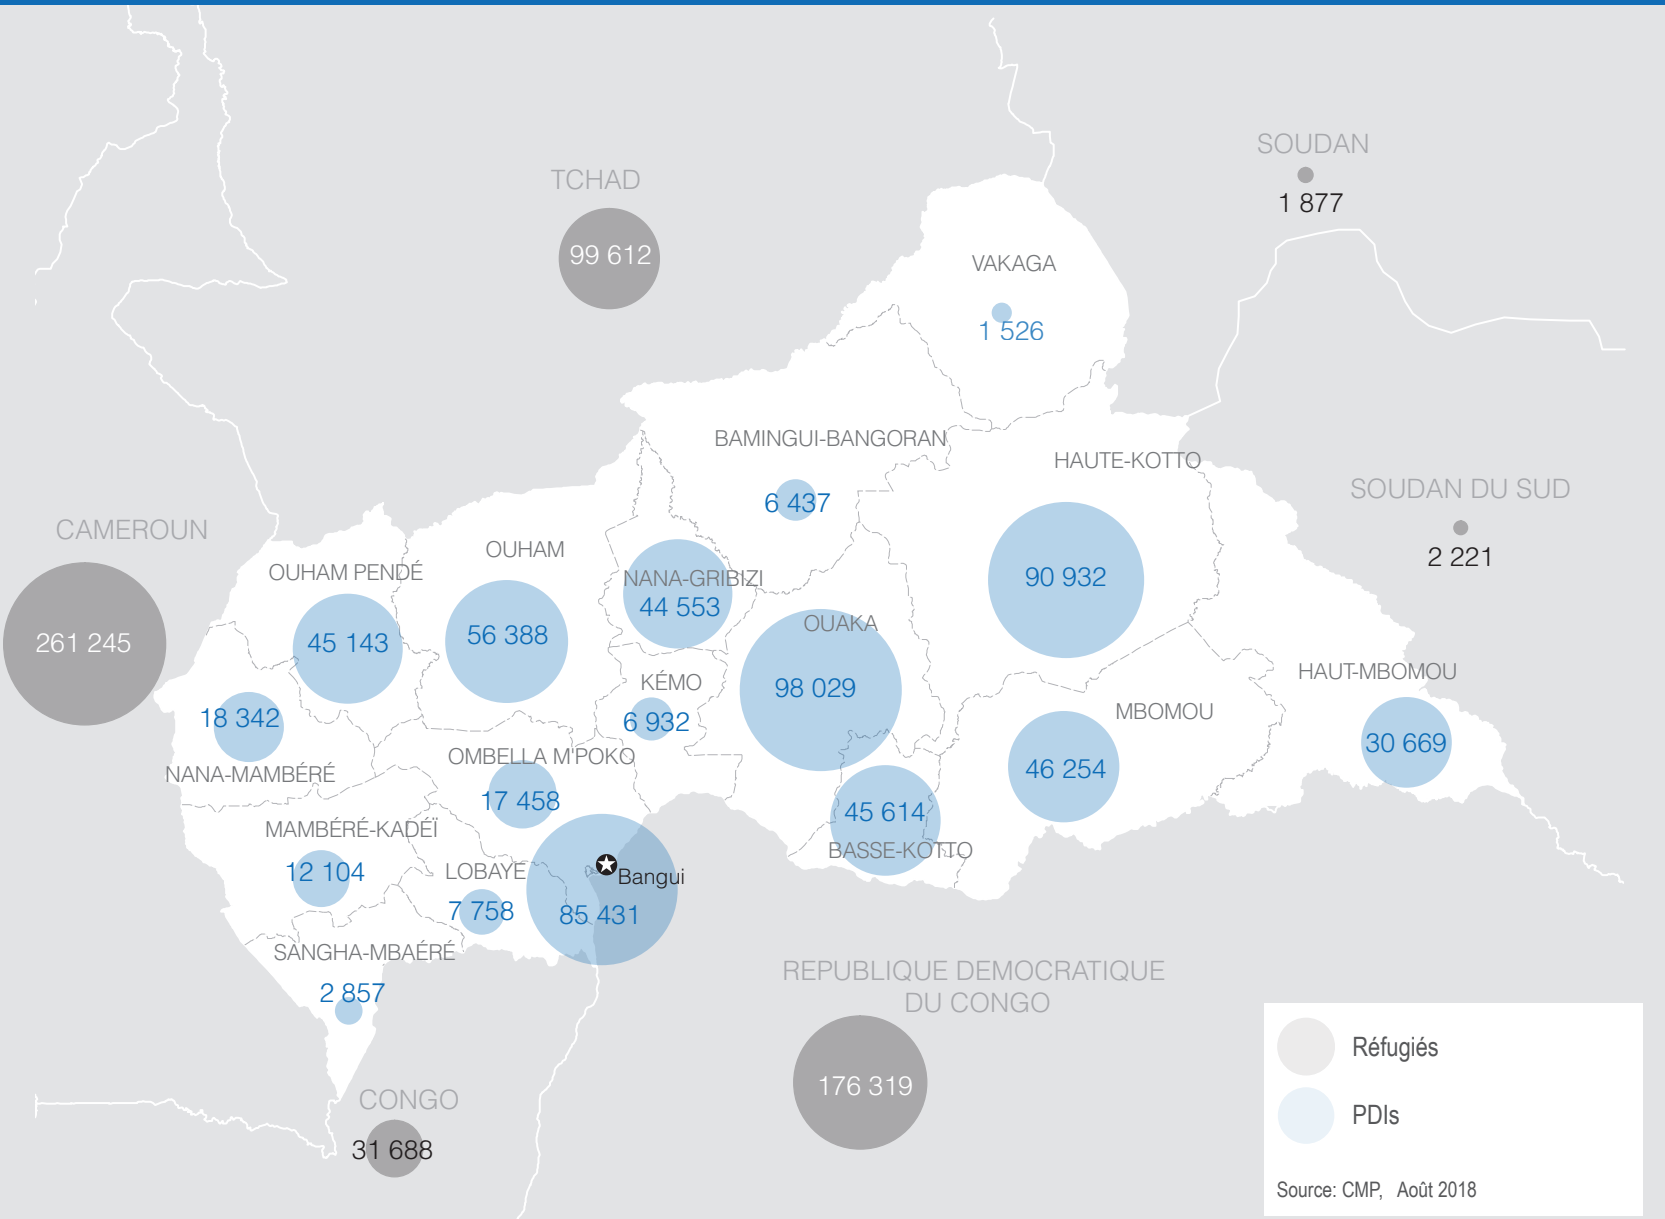 SOUDAN
1 877
TCHAD
99 612
VAKAGA
1 526
BAMINGUI-BANGORAN
6 437
HAUTE-KOTTO
90 932
SOUDAN DU SUD
2 221
CAMEROUN
261 245
OUHAM PENDÉ
45 143
OUHAM
56 388
NANA-GRIBIZI
44 553
OUAKA
98 029
KÉMO
6 932
HAUT-MBOMOU
30 669
MBOMOU
46 254
18 342
NANA-MAMBÉRÉ
OMBELLA M'POKO
17 458
MAMBÉRÉ-KADÉÏ
12 104
45 614
BASSE-KOTTO
LOBAYE
7 758
Bangui
85 431
SANGHA-MBAÉRÉ
2 857
REPUBLIQUE DEMOCRATIQUE
DU CONGO
176 319
CONGO
31 688
Réfugiés
PDIs
Source: CMP, Août 2018